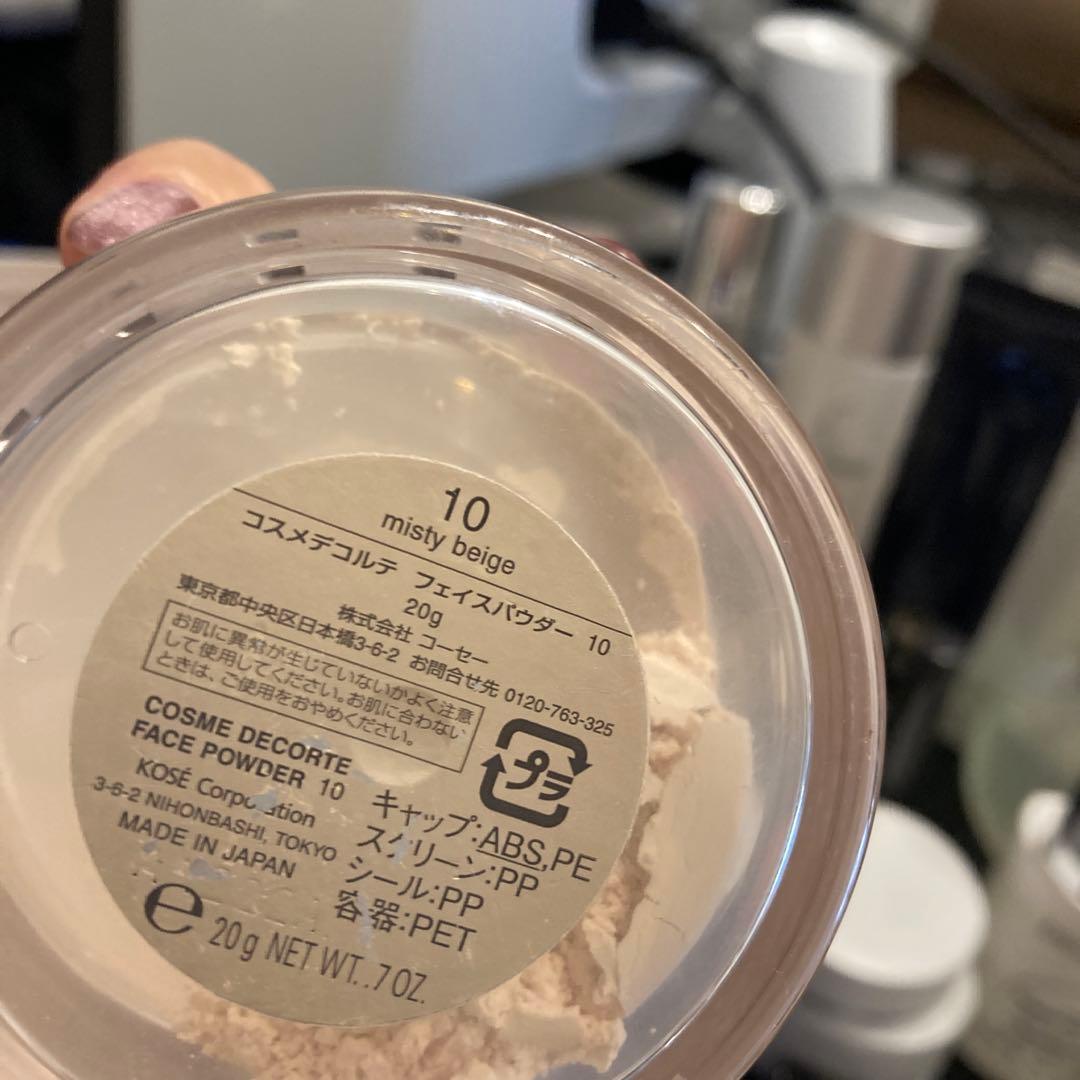 10
misty beige
コスメデコルテ フェイスパウダー 10
20g
株式会社 コーセー
東京都中央区日本橋3-6-2 お問合せ先 0120-763-325
お肌に異常が生じていないかよく注意
して使用してください。お肌に合わない
ときは、ご使用をおやめください。
COSME DECORTE
FACE POWDER 10
KOSÉ Corporation
3-6-2 NIHONBASHI, TOKYO
MADE IN JAPAN
プラ
キャップ:ABS,PE
スクリーン:PP
シール:PP
容器:PET
e 20g NET WT. .7 OZ.